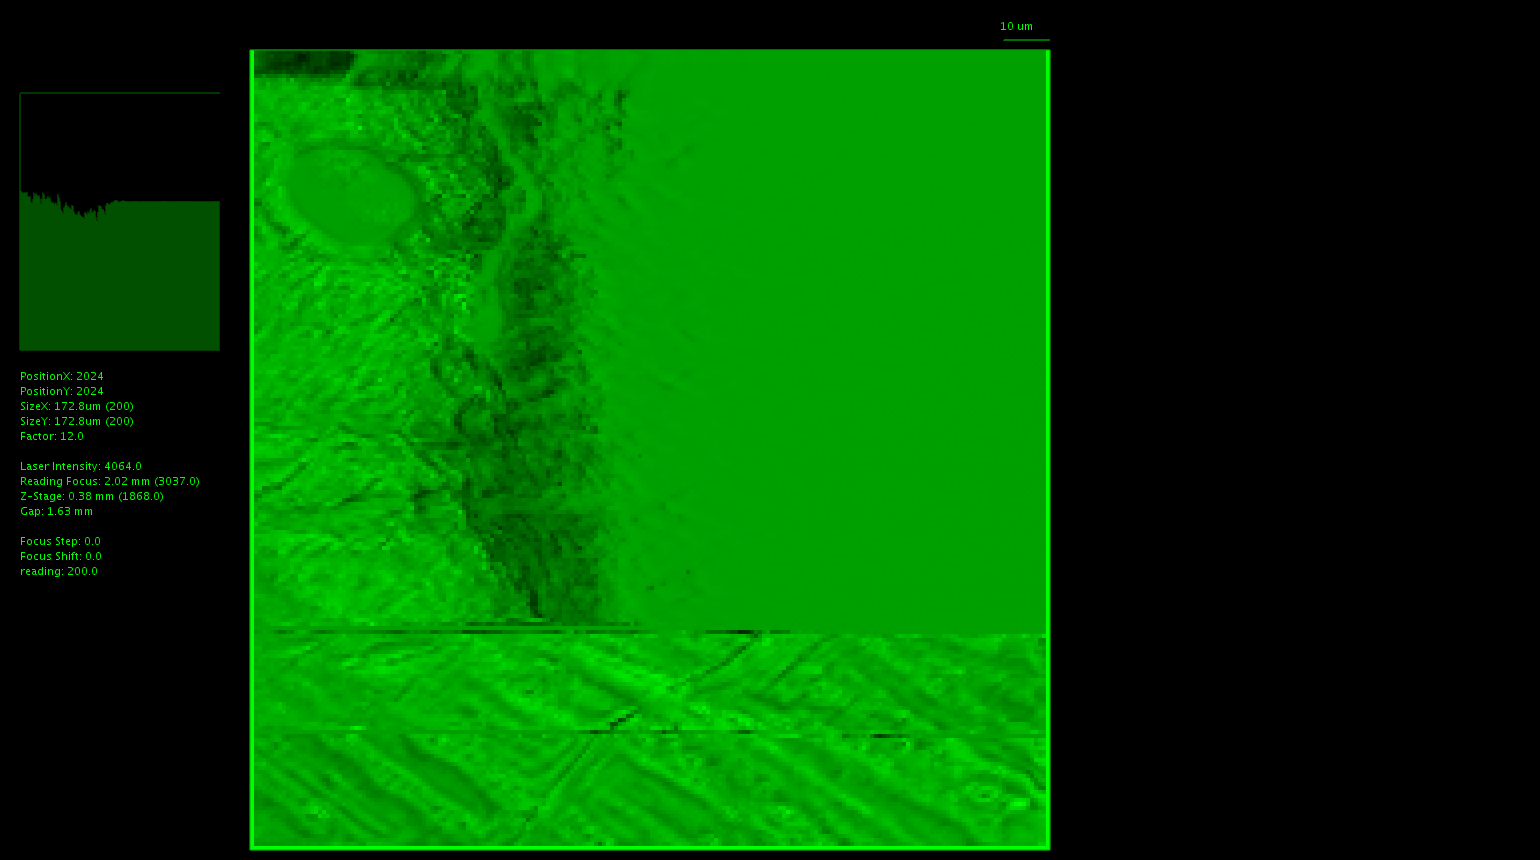 10 um
PositionX: 2024
PositionY: 2024
SizeX: 172.8um (200)
SizeY: 172.8um (200)
Factor: 12.0
Laser Intensity: 4064.0
Reading Focus: 2.02 mm (3037.0)
Z-Stage: 0.38 mm (1868.0)
Gap: 1.63 mm
Focus Step: 0.0
Focus Shift: 0.0
reading: 200.0